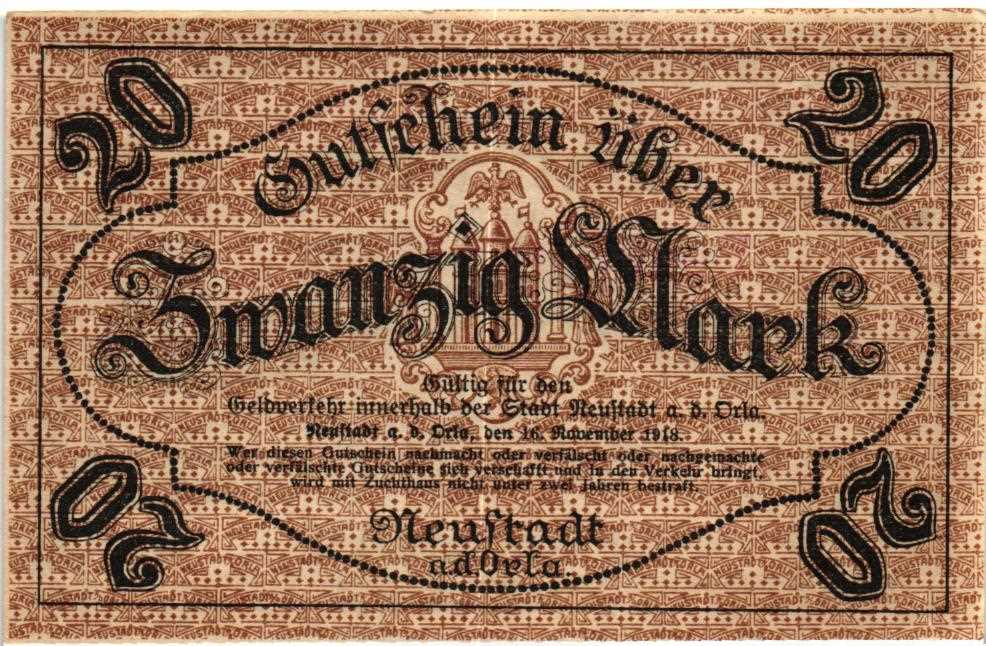 20
20
Gutschein über
Zwanzig Mark
Gültig für den
Geldverkehr innerhalb der Stadt Neustadt a. d. Orla.
Neustadt a. d. Orla, den 16. November 1918.
Wer diesen Gutschein nachmacht oder verfälscht oder nachgemachte
oder verfälschte Gutscheine sich verschafft und in den Verkehr bringt,
wird mit Zuchthaus nicht unter zwei Jahren bestraft.
Neustadt
a.d.Orla
20
20